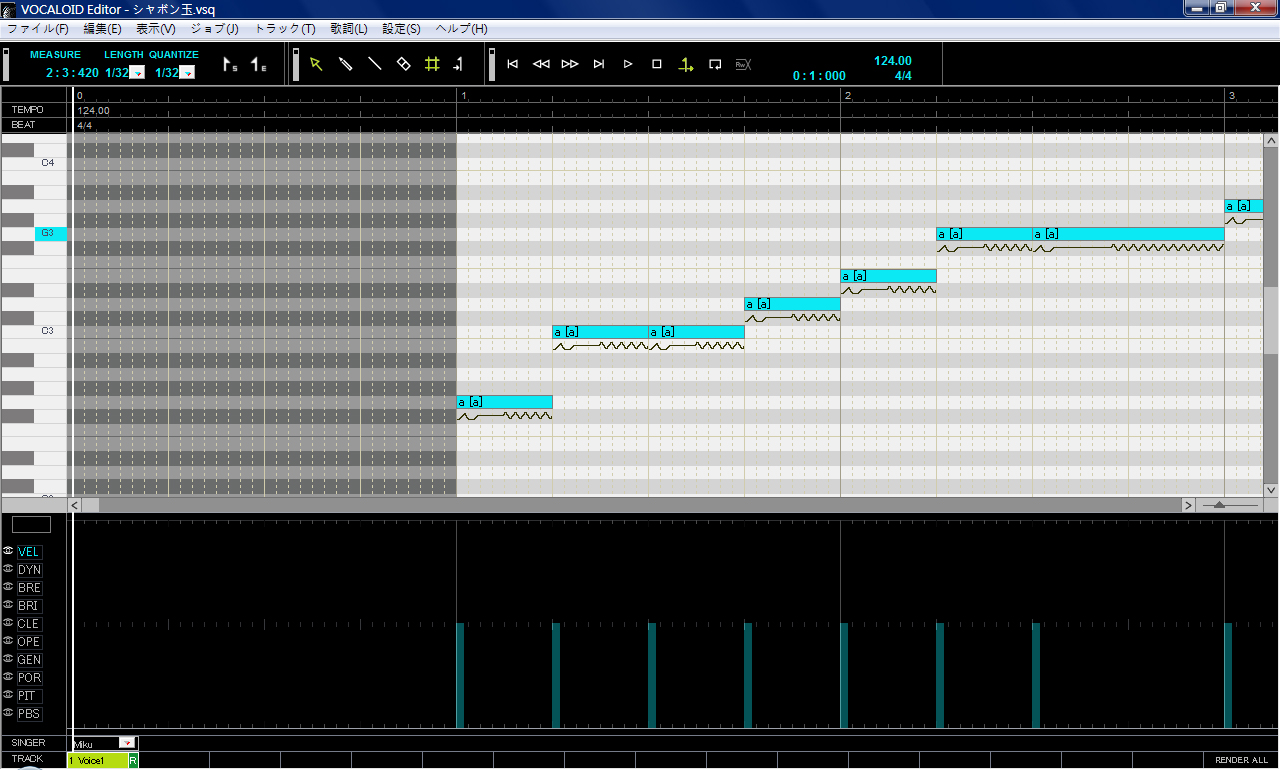 VOCALOID Editor - シャボン玉.vsq
ファイル(F) 編集(E) 表示(V) ジョブ(J) トラック(T) 歌詞(L) 設定(S) ヘルプ(H)
MEASURE LENGTH QUANTIZE
2:3:420 1/32 1/32
S E
0:1:000
124.00
4/4
0 1 2 3
TEMPO 124.00
BEAT 4/4
C4
a [a]
G3 a [a] a [a]
a [a]
a [a]
C3 a [a] a [a]
a [a]
VEL
DYN
BRE
BRI
CLE
OPE
GEN
POR
PIT
PBS
SINGER Miku
TRACK 1 Voice1 R RENDER ALL